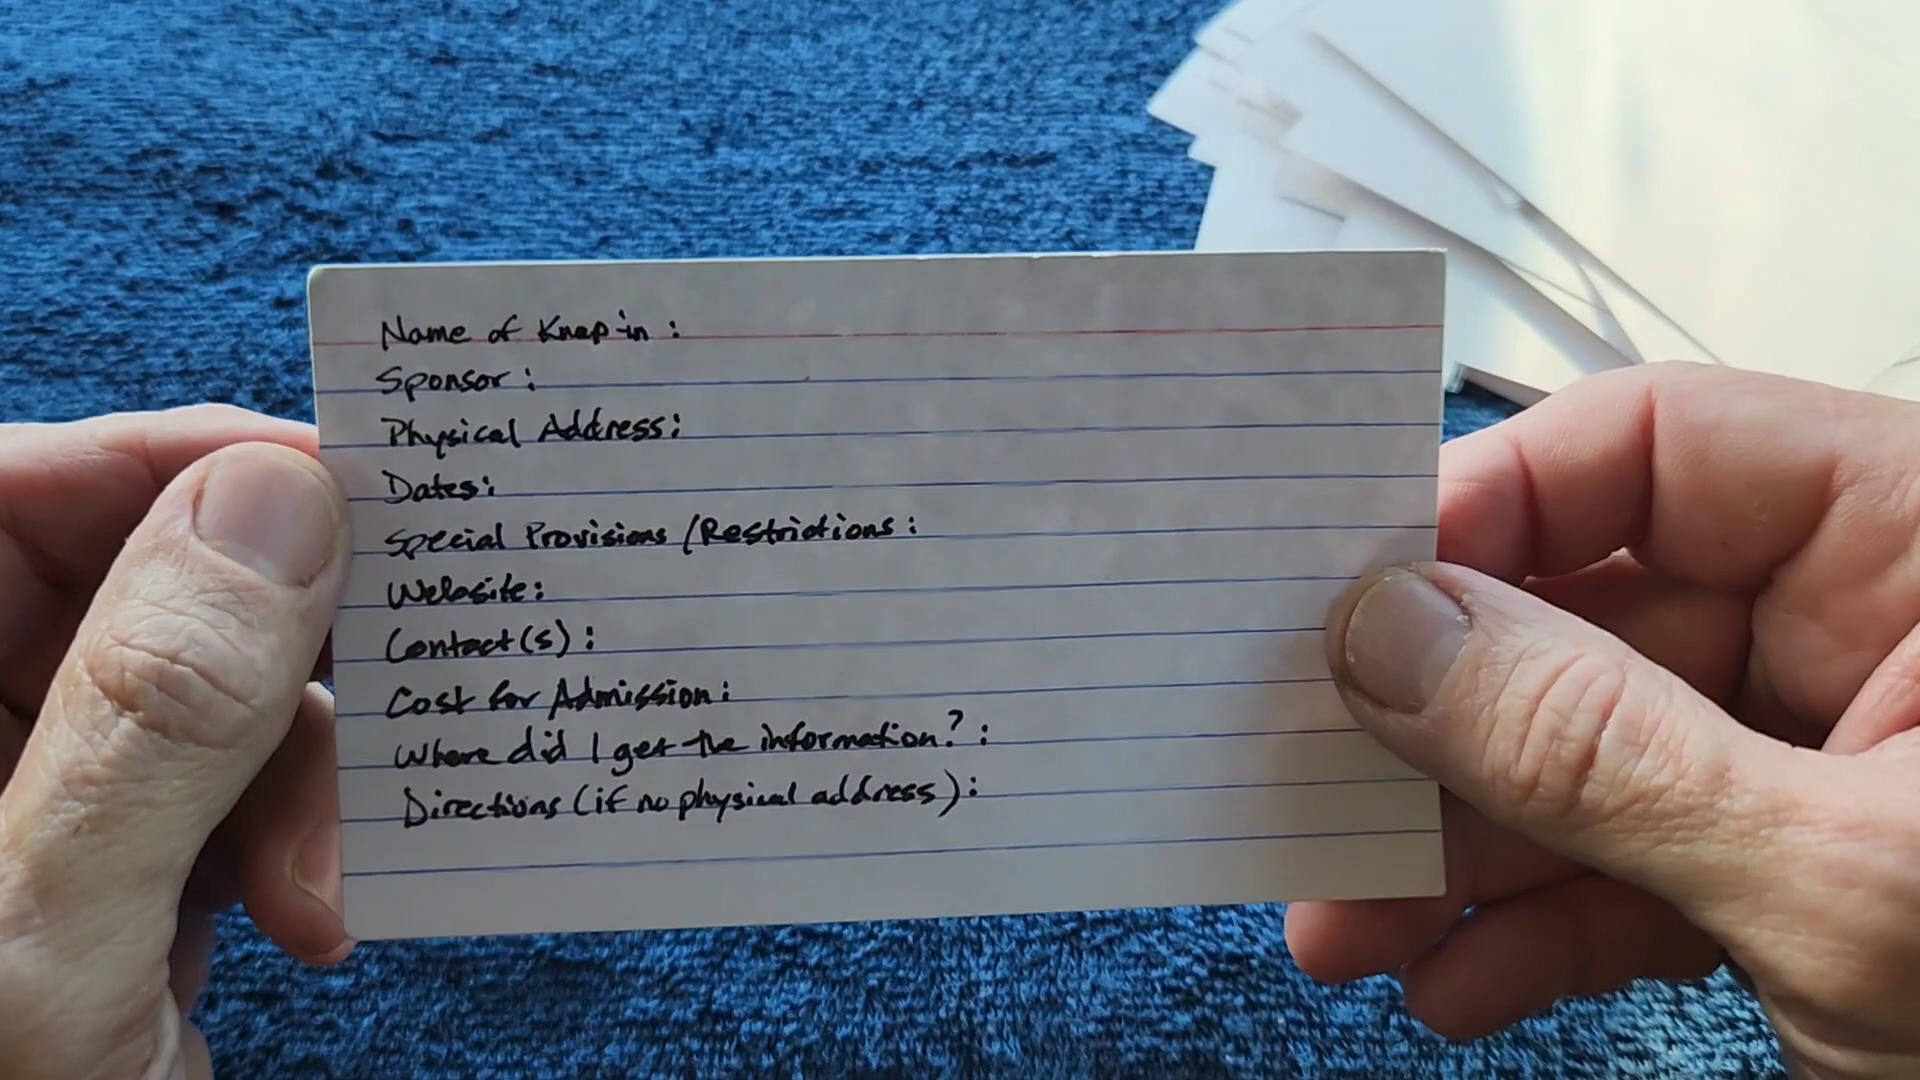 Name of Knap-in :
Sponsor :
Physical Address:
Dates:
Special Provisions/Restrictions :
Website:
Contact(s) :
Cost for Admission:
Where did I get the information? :
Directions (if no physical address) :